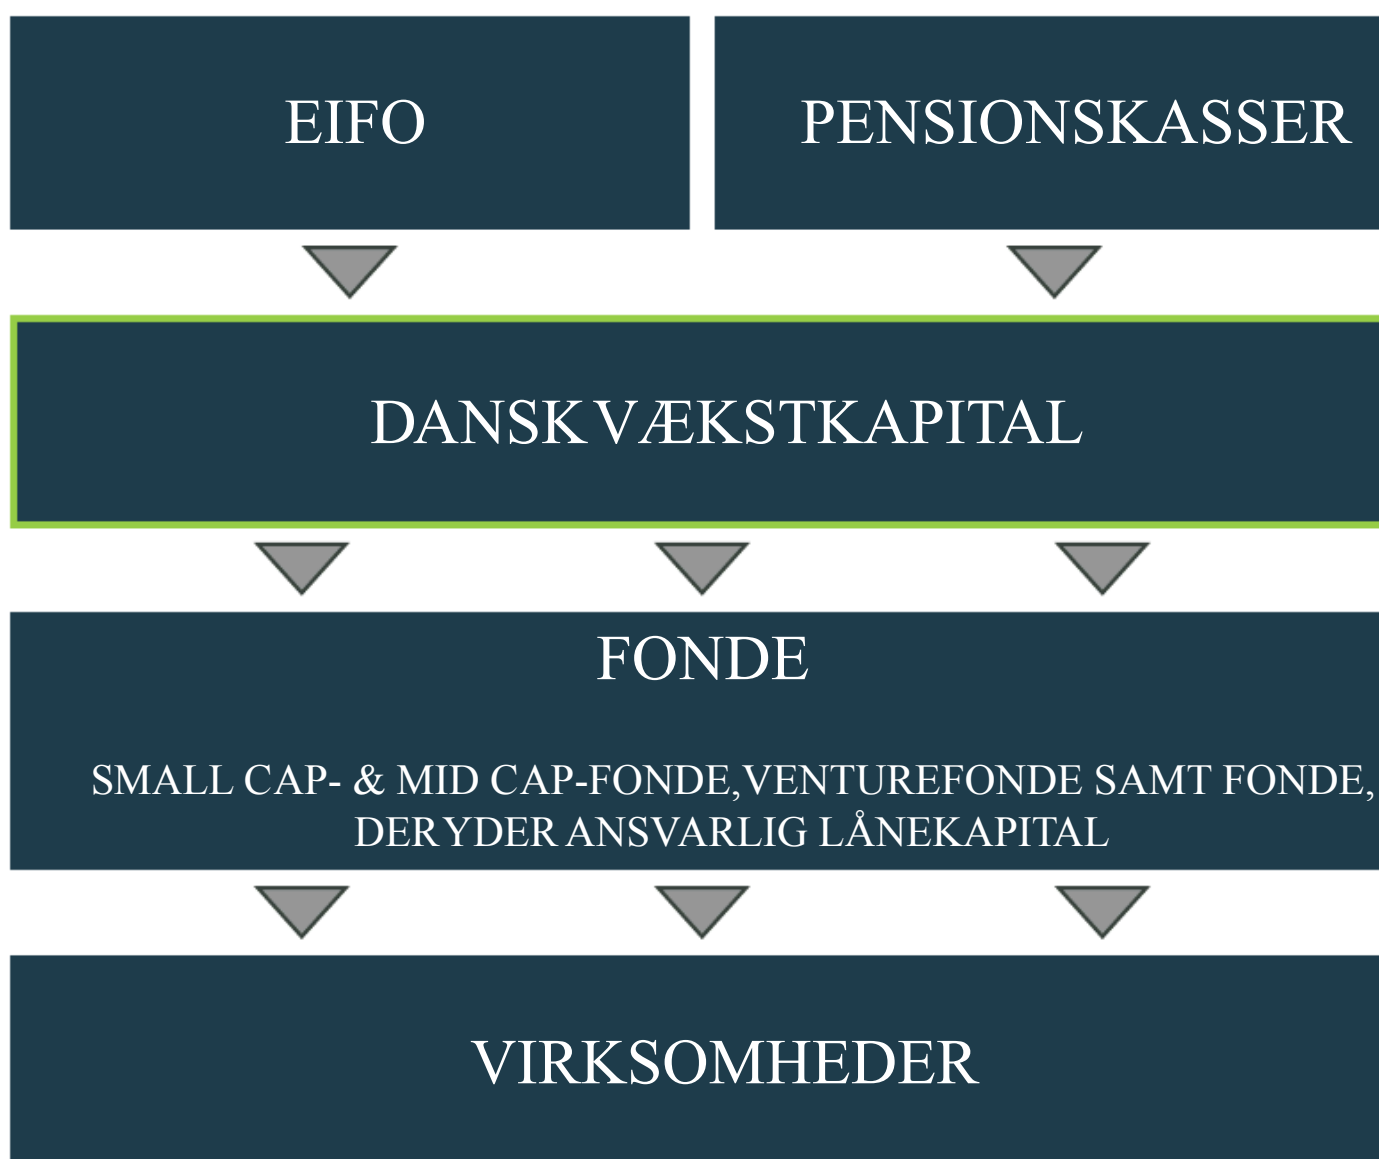 EIFO
PENSIONSKASSER
DANSK VÆKSTKAPITAL
FONDE
SMALL CAP- & MID CAP-FONDE, VENTUREFONDE SAMT FONDE,
DER YDER ANSVARLIG LÅNEKAPITAL
VIRKSOMHEDER